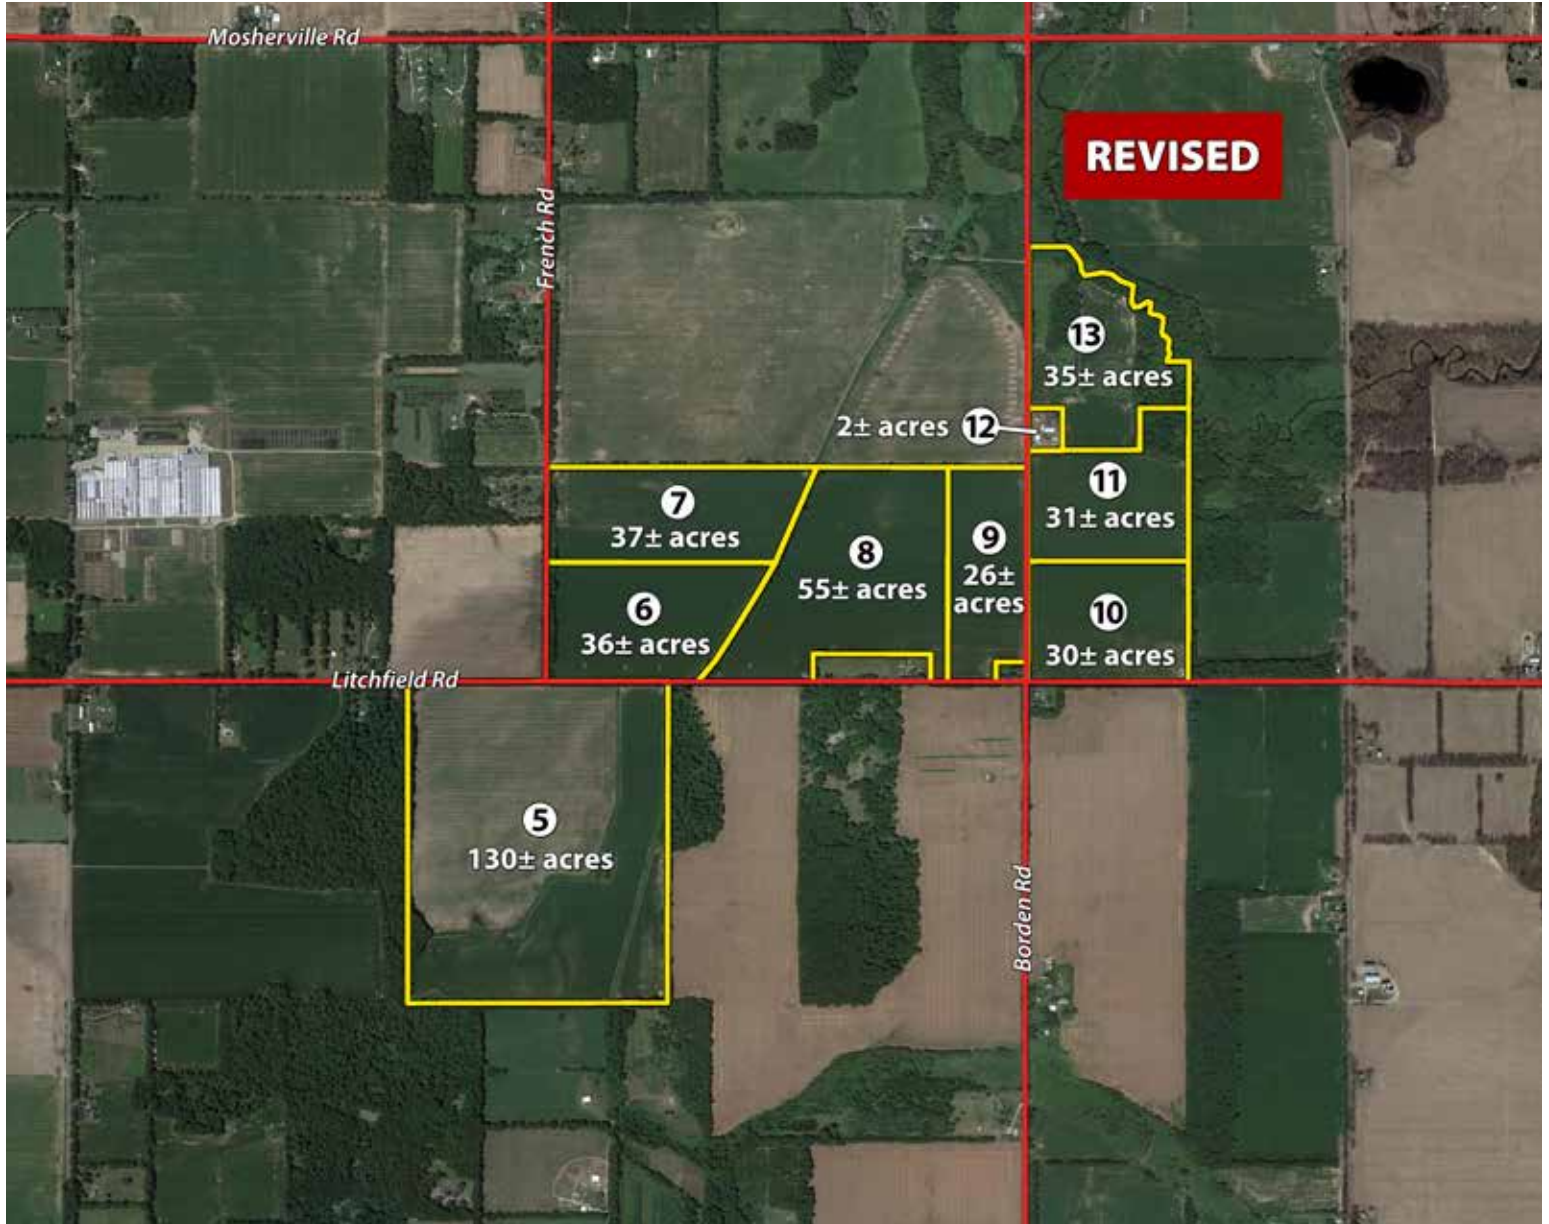 Mosherville Rd
REVISED
French Rd
13
35± acres
2± acres 12
7
37± acres
11
31± acres
9
26±
acres
8
55± acres
6
36± acres
10
30± acres
Litchfield Rd
5
130± acres
Borden Rd